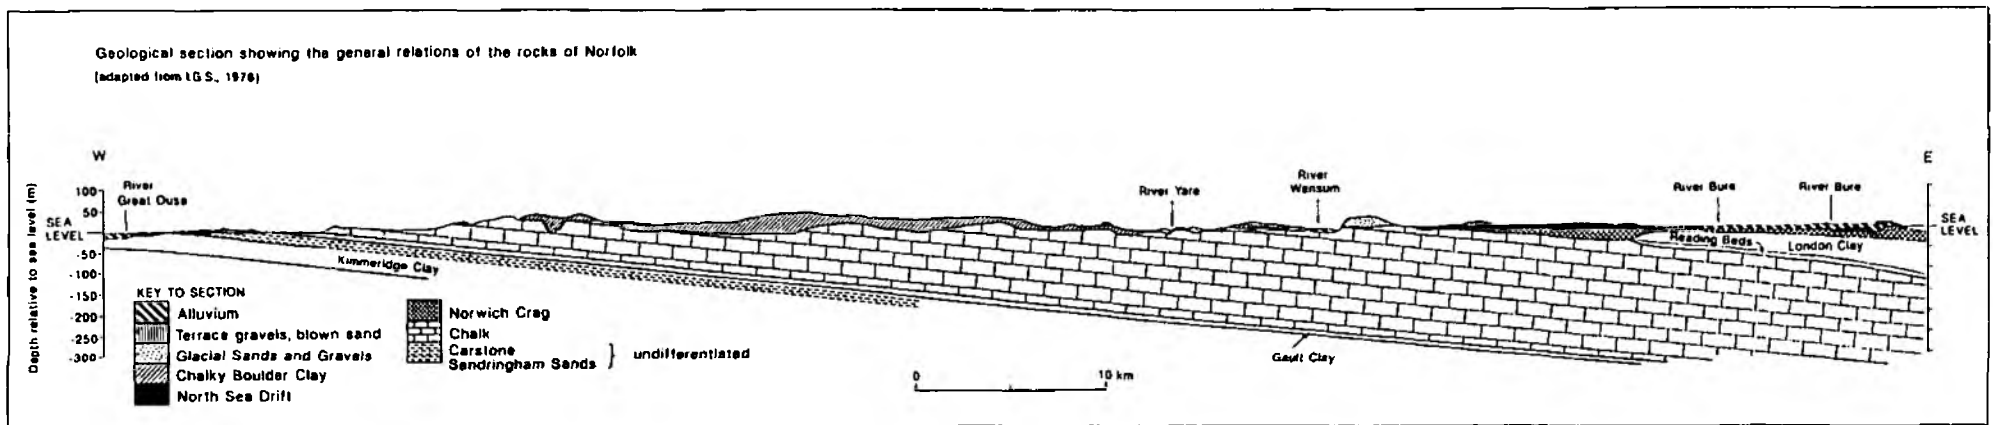 Geological section showing the general relations of the rocks of Norfolk
(adapted from I.G.S., 1976)
W
E
River
Great Ouse
River Yare
River
Wensum
River Bure
River Bure
Depth relative to sea level (m)
100
50
SEA
LEVEL
-50
-100
-150
-200
-250
-300
SEA
LEVEL
Reading Beds
London Clay
Kimmeridge Clay
Gault Clay
KEY TO SECTION
Alluvium
Terrace gravels, blown sand
Glacial Sands and Gravels
Chalky Boulder Clay
North Sea Drift
Norwich Crag
Chalk
Carstone
Sandringham Sands } undifferentiated
0
10 km